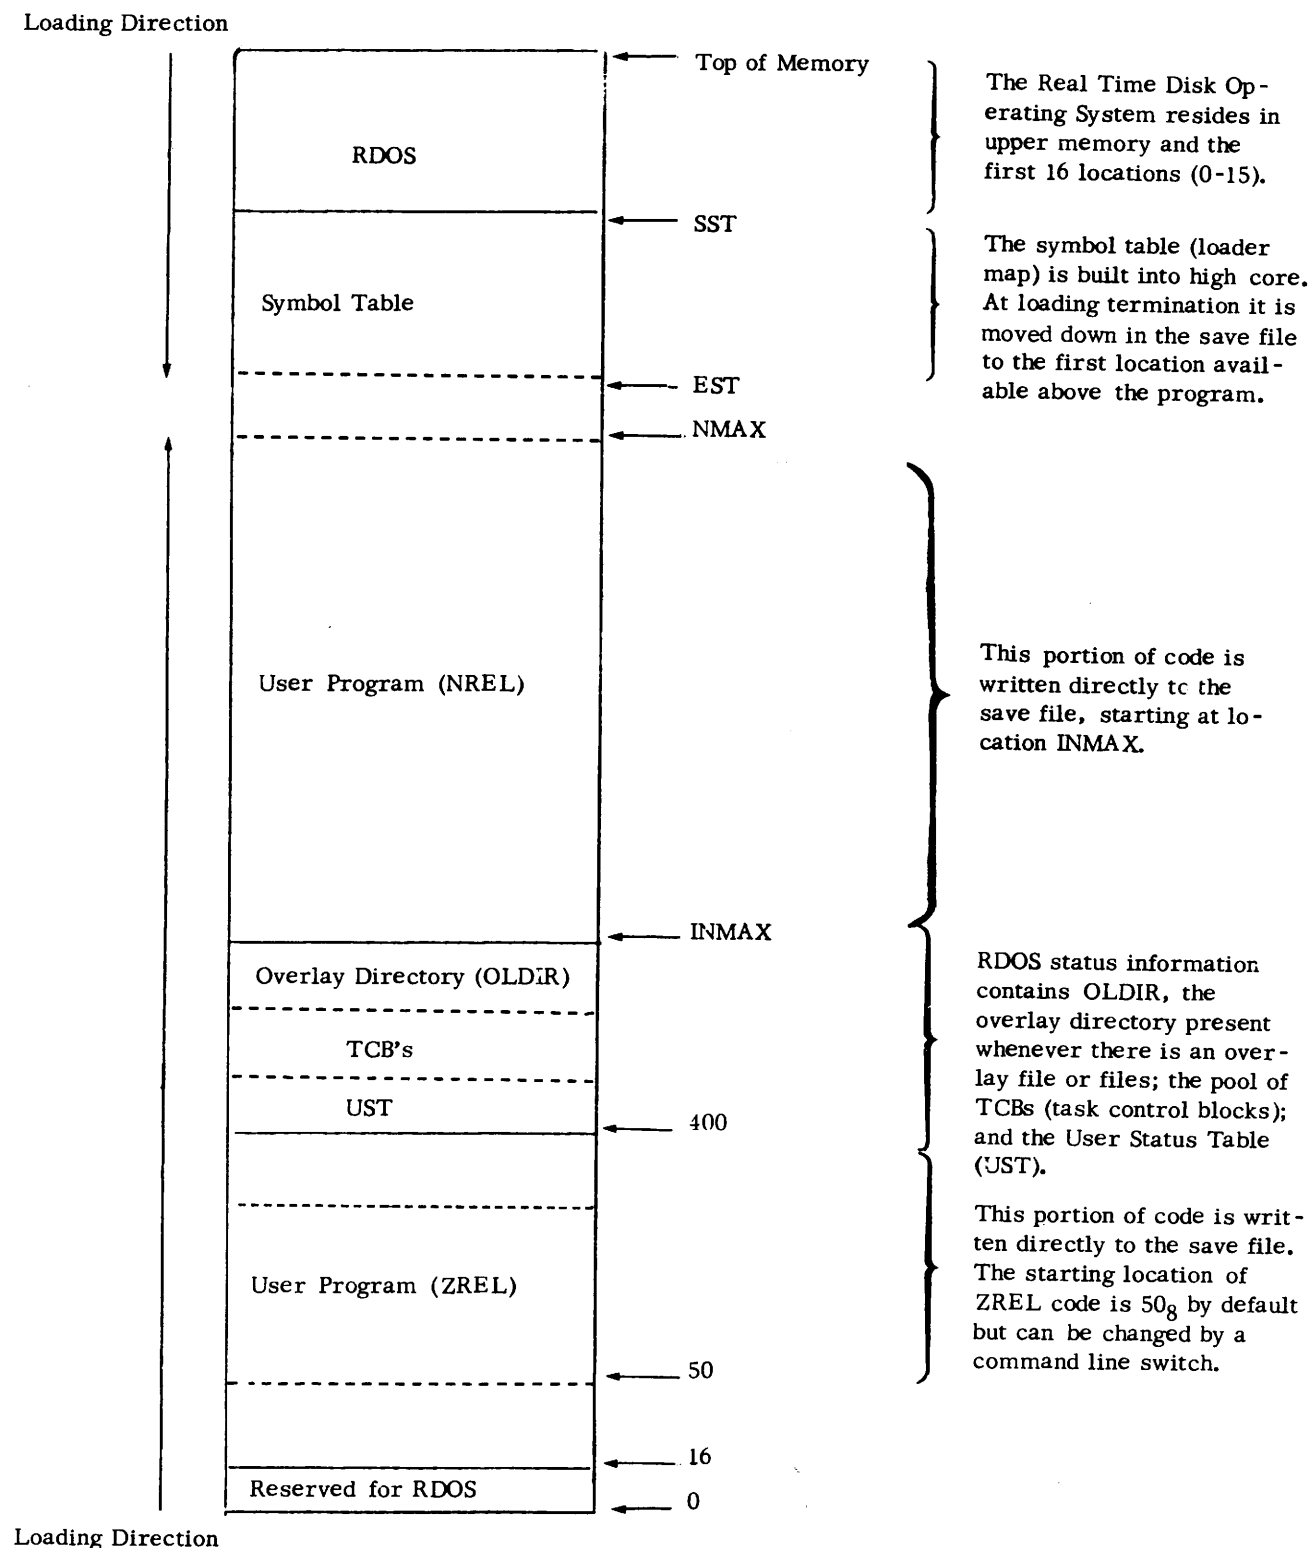 Loading Direction
Top of Memory
RDOS
The Real Time Disk Op-
erating System resides in
upper memory and the
first 16 locations (0-15).
SST
Symbol Table
The symbol table (loader
map) is built into high core.
At loading termination it is
moved down in the save file
to the first location avail-
able above the program.
EST
NMAX
User Program (NREL)
This portion of code is
written directly to the
save file, starting at lo-
cation INMAX.
INMAX
Overlay Directory (OLDIR)
TCB's
UST
400
RDOS status information
contains OLDIR, the
overlay directory present
whenever there is an over-
lay file or files; the pool of
TCBs (task control blocks);
and the User Status Table
(UST).
User Program (ZREL)
This portion of code is writ-
ten directly to the save file.
The starting location of
ZREL code is 50₈ by default
but can be changed by a
command line switch.
50
16
Reserved for RDOS
0
Loading Direction